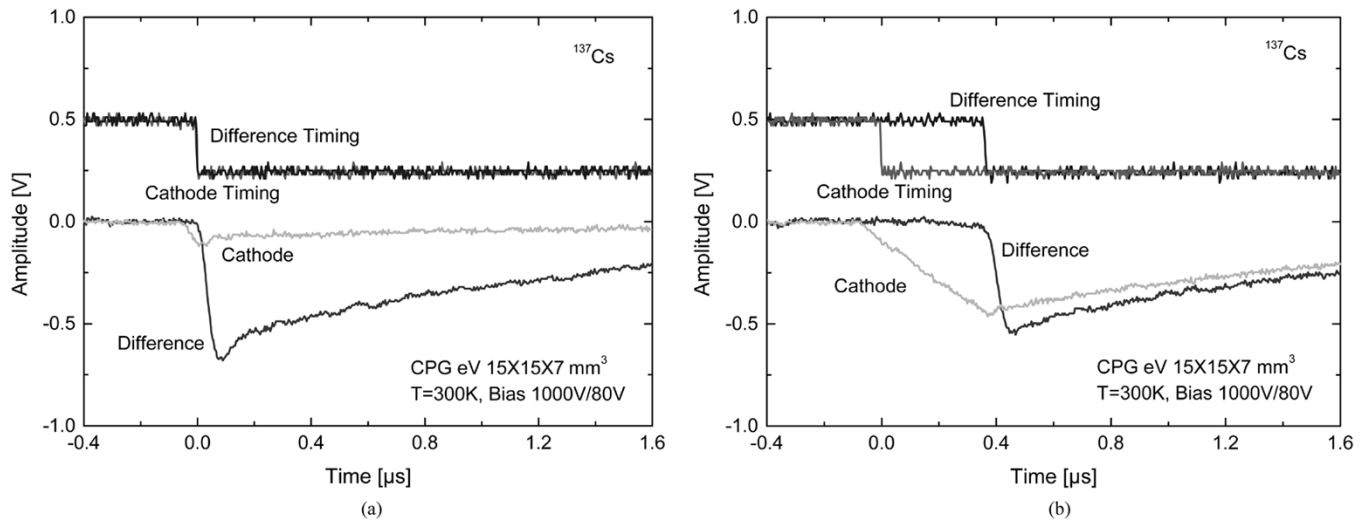 1.0
0.5
0.0
-0.5
-1.0
Amplitude [V]
¹³⁷Cs
Difference Timing
Cathode Timing
Cathode
Difference
CPG eV 15X15X7 mm³
T=300K, Bias 1000V/80V
-0.4 0.0 0.4 0.8 1.2 1.6
Time [µs]
(a)
1.0
0.5
0.0
-0.5
-1.0
Amplitude [V]
¹³⁷Cs
Difference Timing
Cathode Timing
Difference
Cathode
CPG eV 15X15X7 mm³
T=300K, Bias 1000V/80V
-0.4 0.0 0.4 0.8 1.2 1.6
Time [µs]
(b)